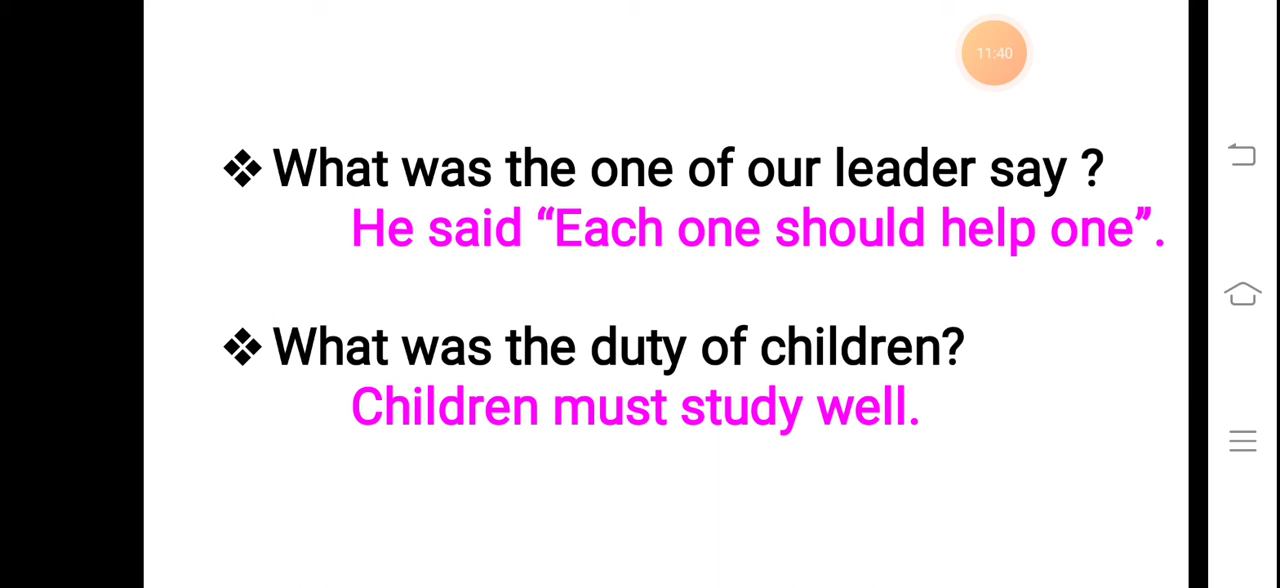 11:40
❖ What was the one of our leader say ?
He said “Each one should help one”.
❖ What was the duty of children?
Children must study well.